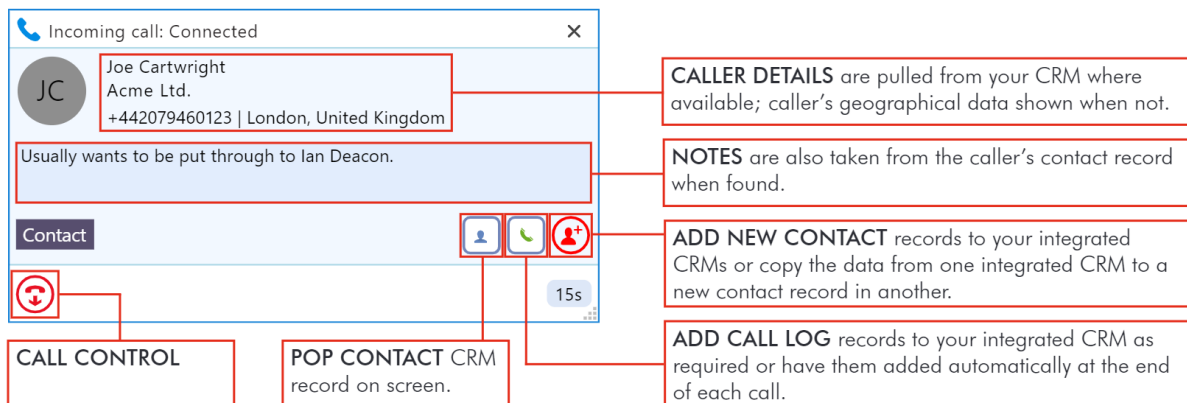 Incoming call: Connected
JC
Joe Cartwright
Acme Ltd.
+442079460123 | London, United Kingdom
Usually wants to be put through to Ian Deacon.
Contact
15s
CALLER DETAILS are pulled from your CRM where
available; caller's geographical data shown when not.
NOTES are also taken from the caller's contact record
when found.
ADD NEW CONTACT records to your integrated
CRMs or copy the data from one integrated CRM to a
new contact record in another.
ADD CALL LOG records to your integrated CRM as
required or have them added automatically at the end
of each call.
CALL CONTROL
POP CONTACT CRM
record on screen.